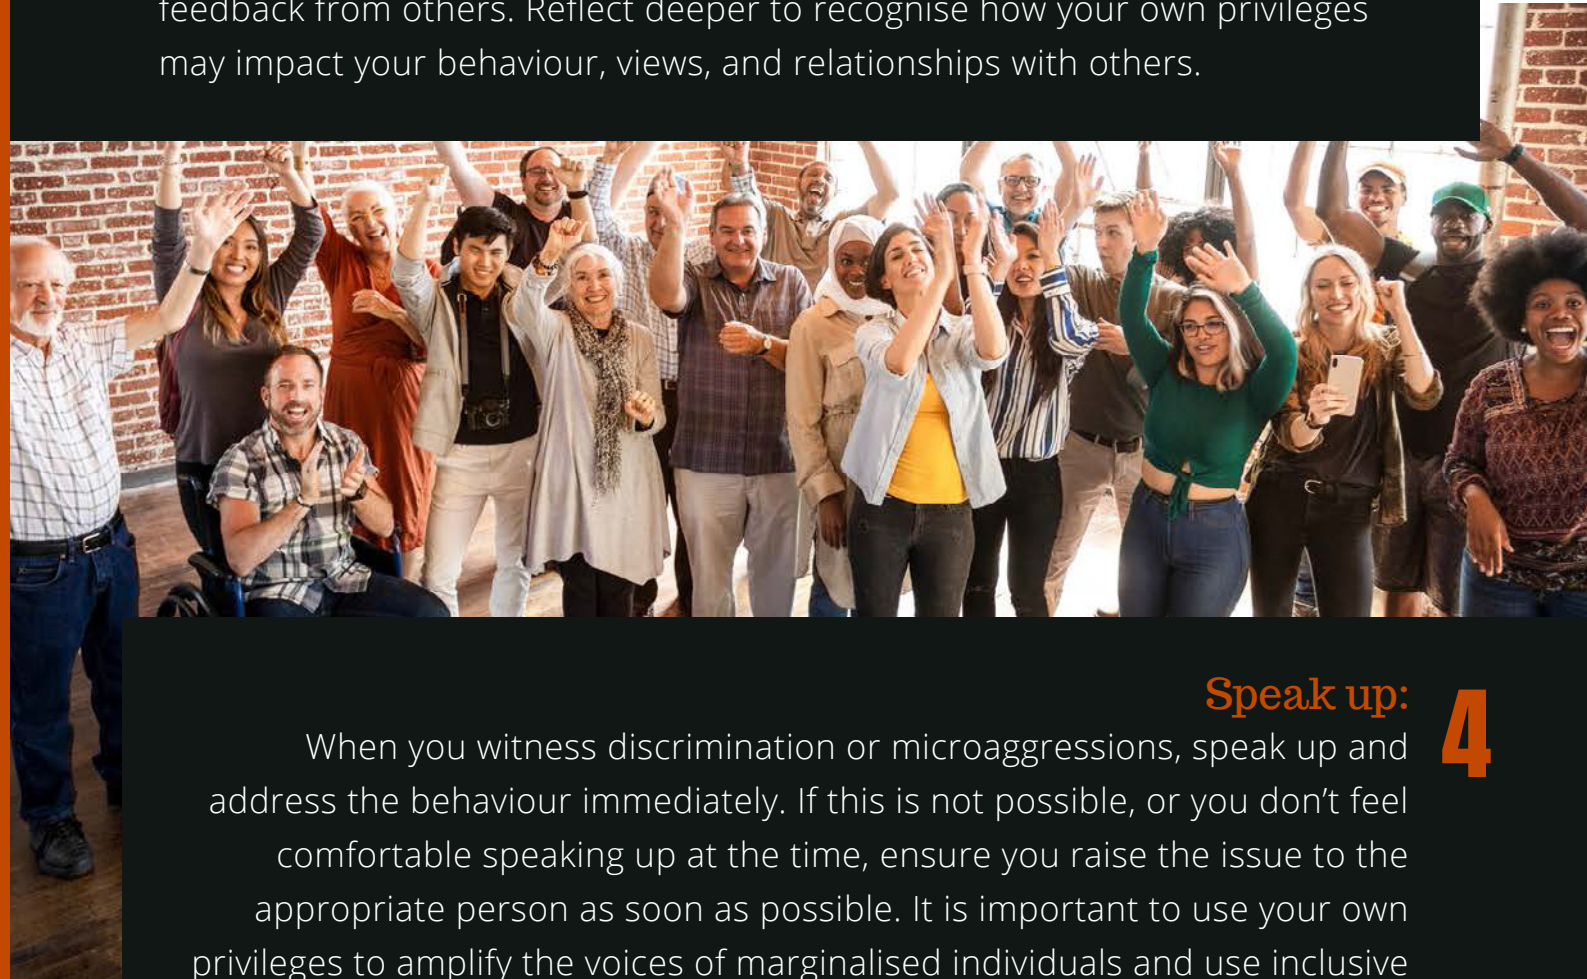 feedback from others. Reflect deeper to recognise how your own privileges
may impact your behaviour, views, and relationships with others.
Speak up:
4
When you witness discrimination or microaggressions, speak up and
address the behaviour immediately. If this is not possible, or you don’t feel
comfortable speaking up at the time, ensure you raise the issue to the
appropriate person as soon as possible. It is important to use your own
privileges to amplify the voices of marginalised individuals and use inclusive